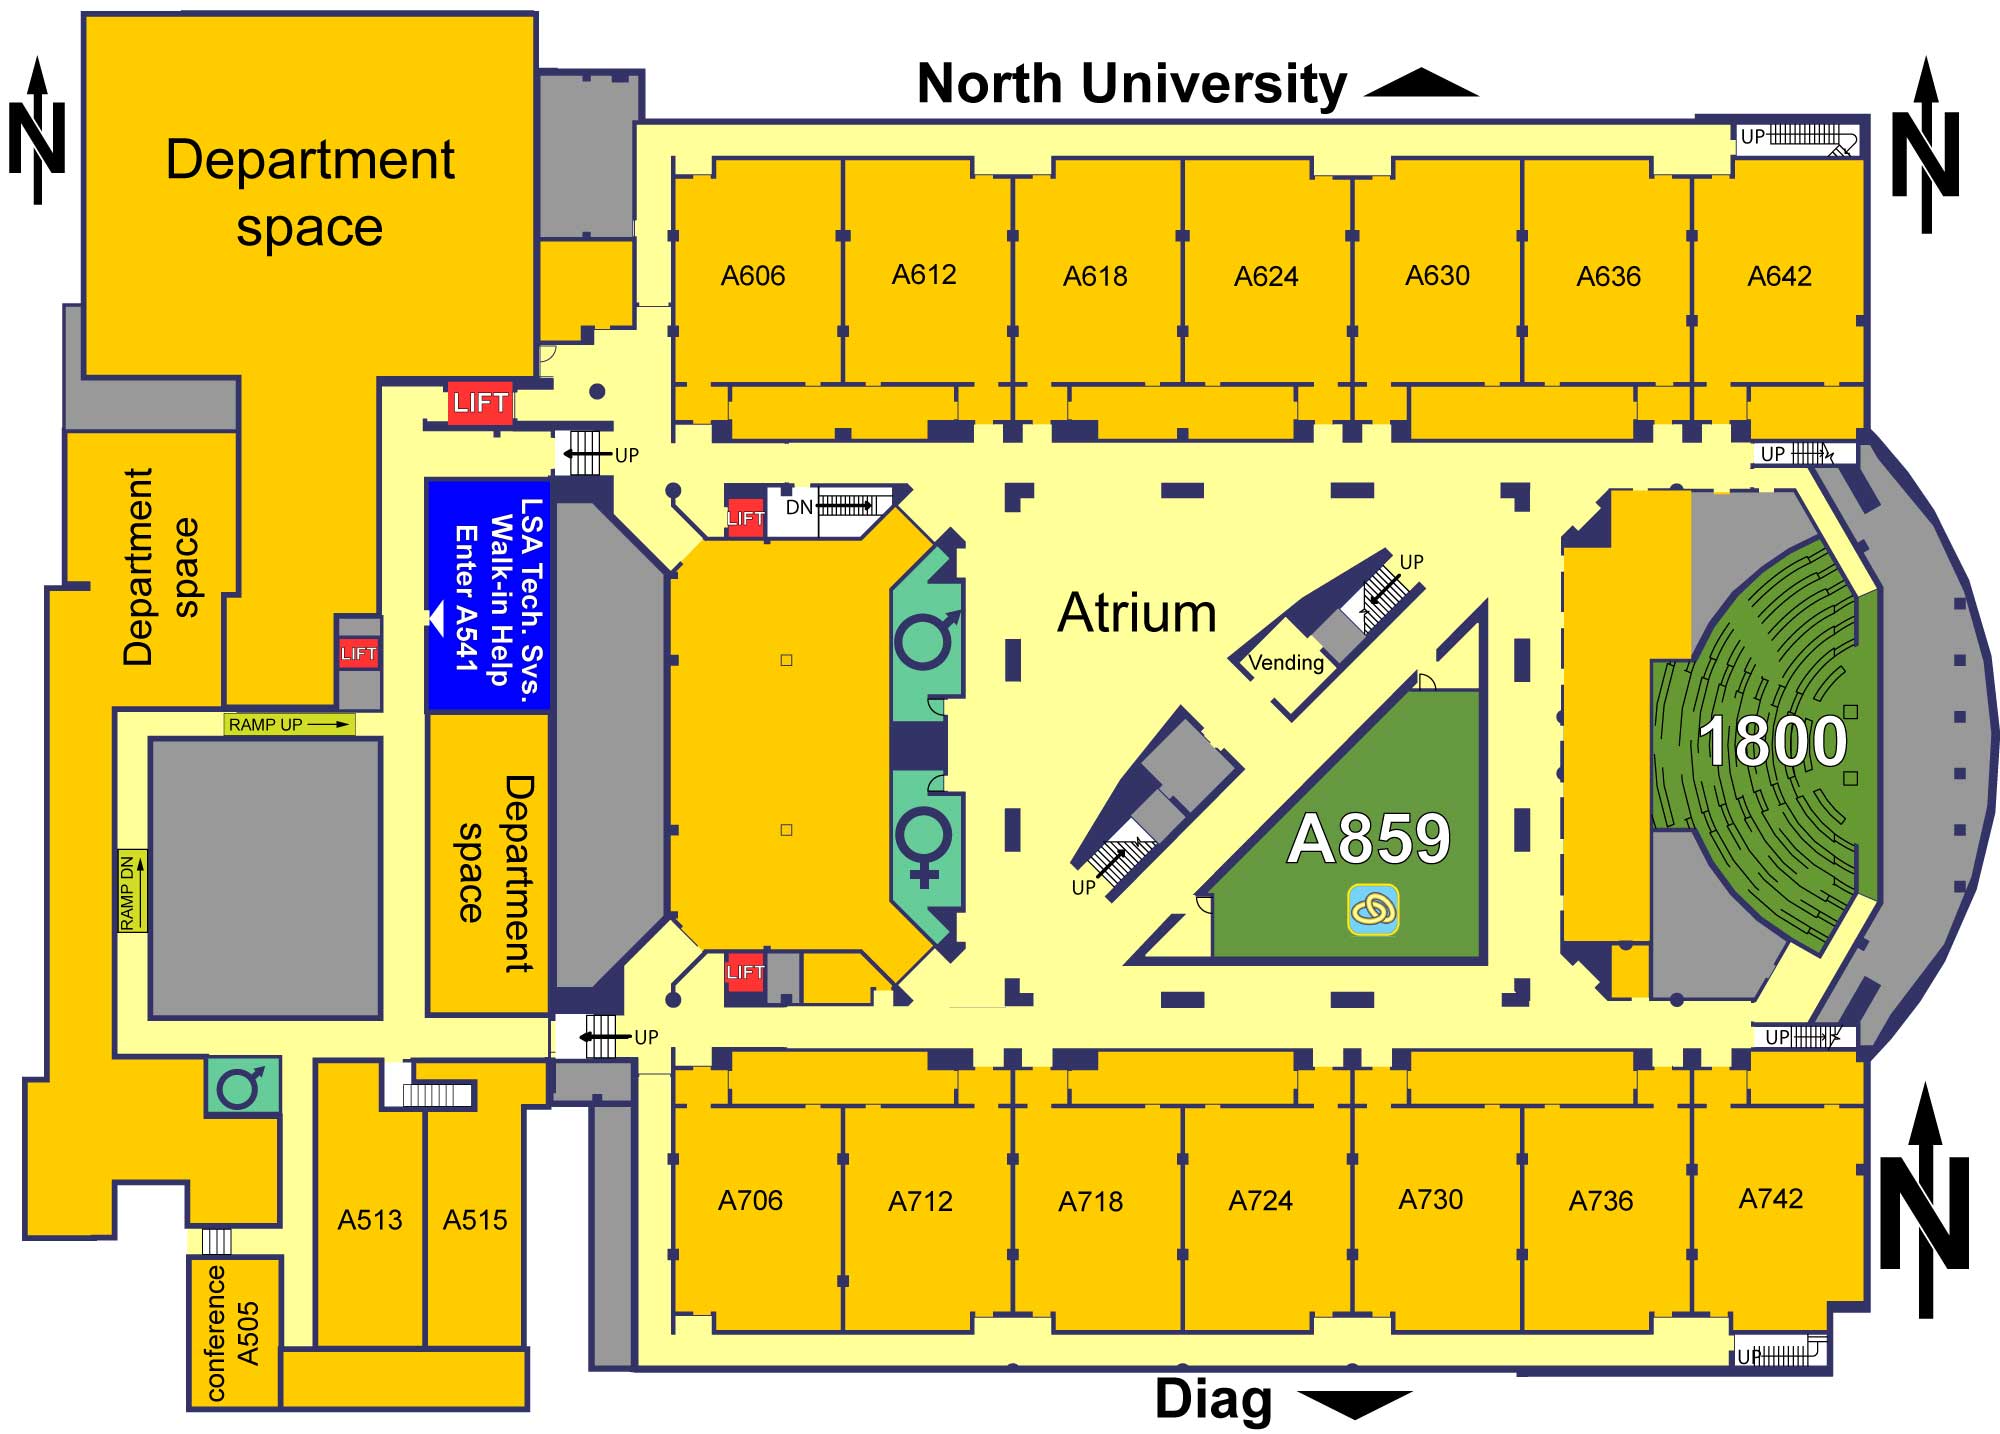 North University
N
N
UP
Department
space
A606
A612
A618
A624
A630
A636
A642
LIFT
UP
UP
Department
space
LSA Tech. Svs.
Walk-in Help
Enter A541
LIFT
DN
UP
Atrium
Vending
LIFT
RAMP UP
1800
Department
space
A859
RAMP DN
UP
LIFT
UP
UP
A513
A515
A706
A712
A718
A724
A730
A736
A742
N
conference
A505
UP
Diag